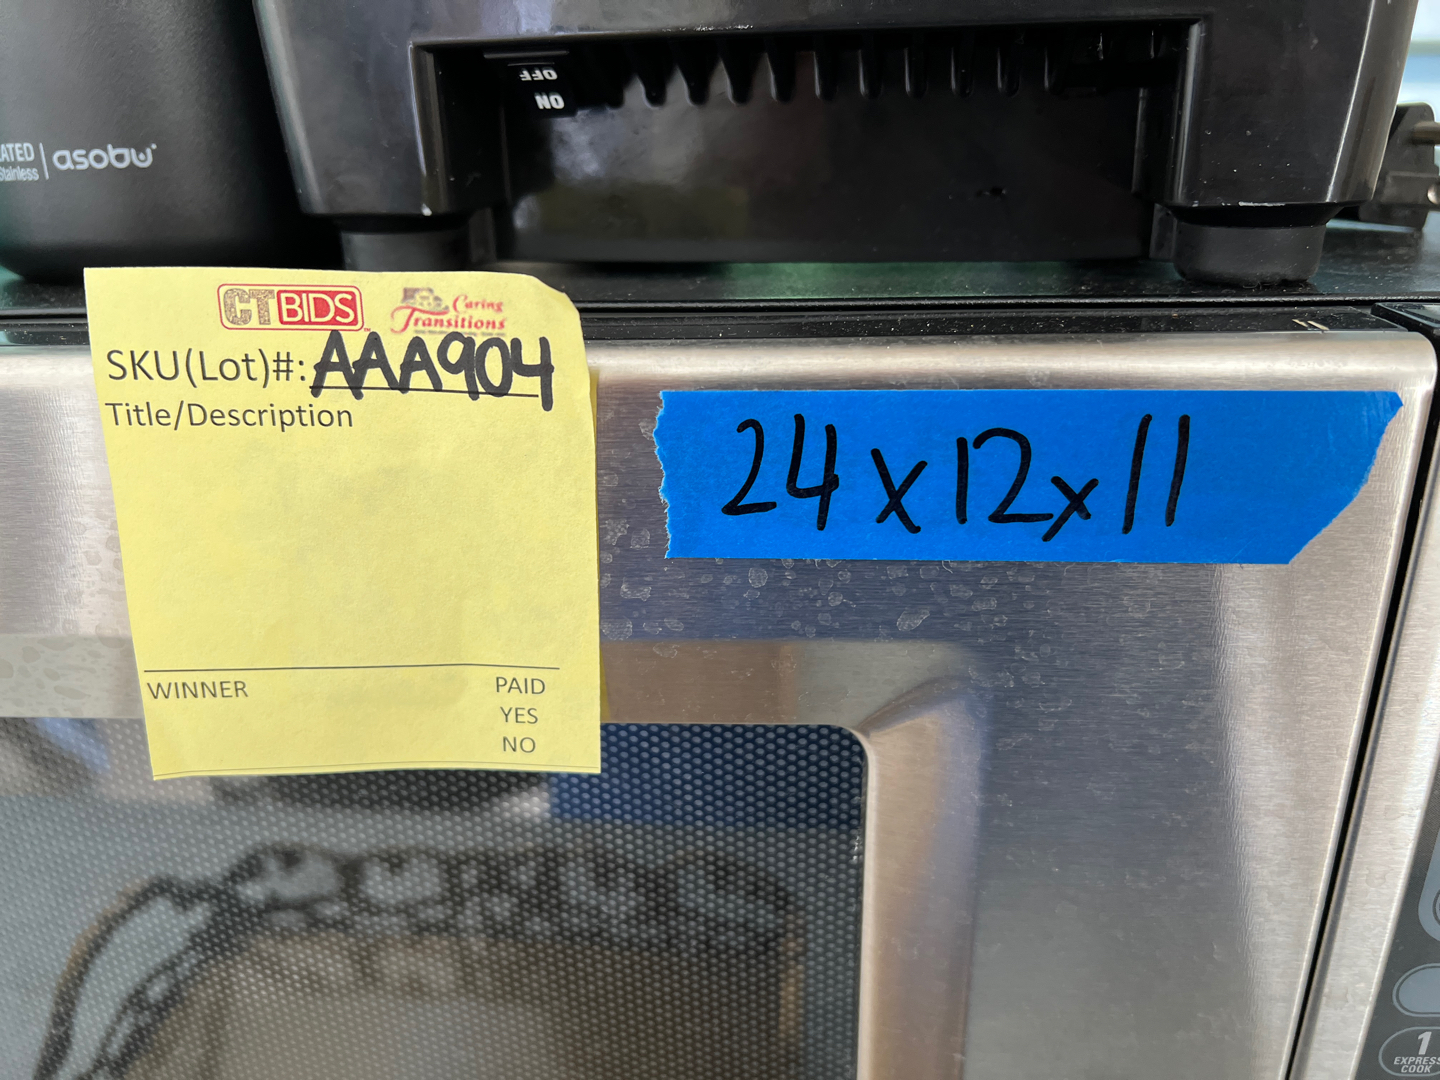 OFF
ON
ATED
Stainless
asobu
CTBIDS
Caring
Transitions
SKU(Lot)#: AAA904
Title/Description
24 x 12 x 11
WINNER
PAID
YES
NO
1
EXPRESS
COOK